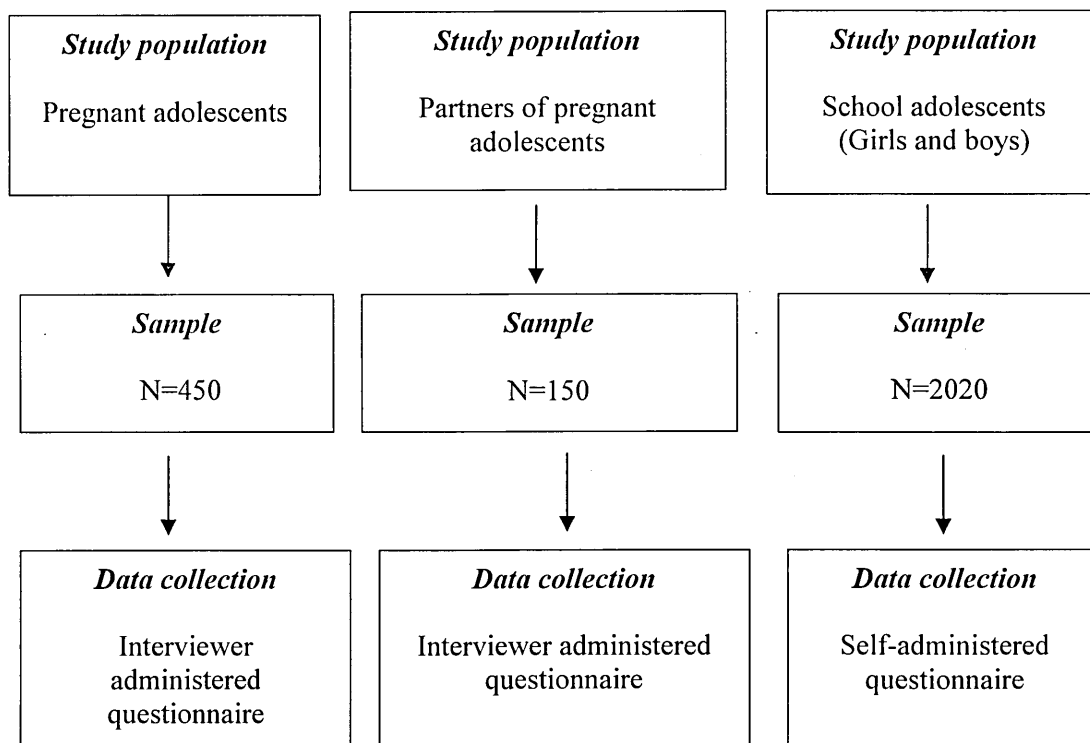 Study population
Pregnant adolescents
Study population
Partners of pregnant
adolescents
Study population
School adolescents
(Girls and boys)
Sample
N=450
Sample
N=150
Sample
N=2020
Data collection
Interviewer
administered
questionnaire
Data collection
Interviewer administered
questionnaire
Data collection
Self-administered
questionnaire